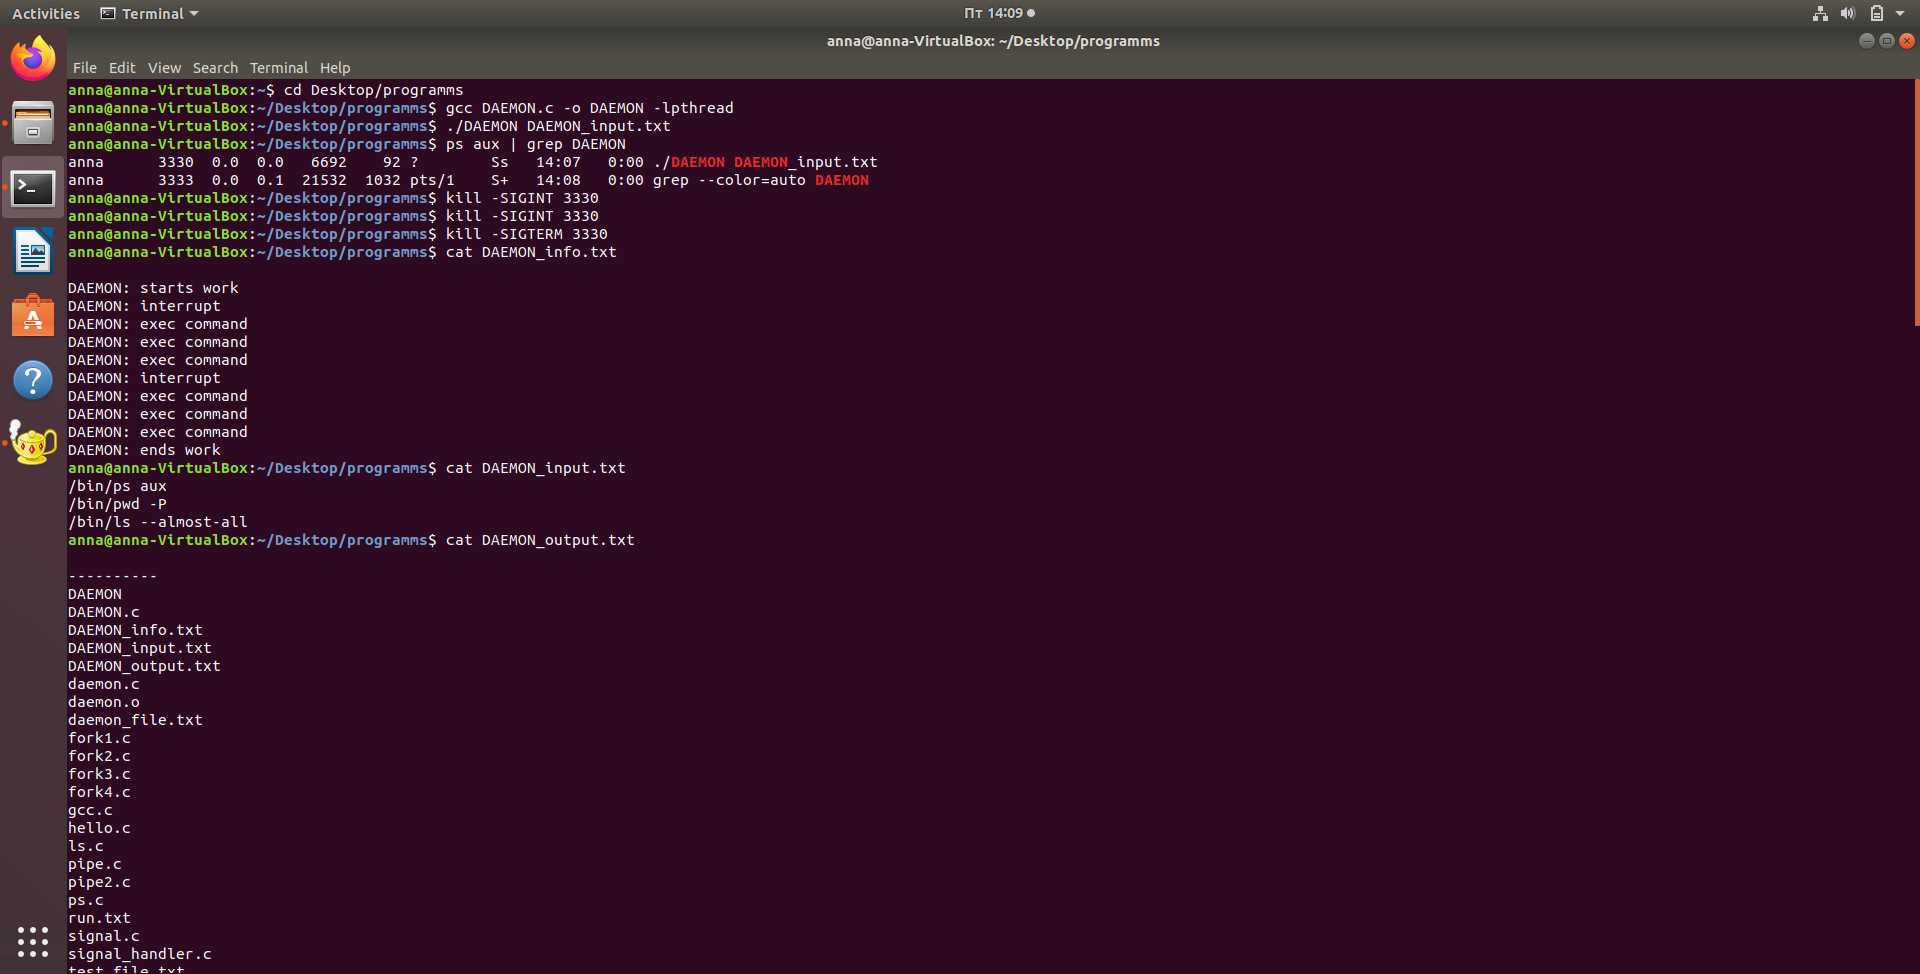 Activities Terminal Пт 14:09
anna@anna-VirtualBox: ~/Desktop/programms
File Edit View Search Terminal Help
anna@anna-VirtualBox:~$ cd Desktop/programms
anna@anna-VirtualBox:~/Desktop/programms$ gcc DAEMON.c -o DAEMON -lpthread
anna@anna-VirtualBox:~/Desktop/programms$ ./DAEMON DAEMON_input.txt
anna@anna-VirtualBox:~/Desktop/programms$ ps aux | grep DAEMON
anna      3330  0.0  0.0   6692    92 ?        Ss   14:07   0:00 ./DAEMON DAEMON_input.txt
anna      3333  0.0  0.1  21532  1032 pts/1    S+   14:08   0:00 grep --color=auto DAEMON
anna@anna-VirtualBox:~/Desktop/programms$ kill -SIGINT 3330
anna@anna-VirtualBox:~/Desktop/programms$ kill -SIGINT 3330
anna@anna-VirtualBox:~/Desktop/programms$ kill -SIGTERM 3330
anna@anna-VirtualBox:~/Desktop/programms$ cat DAEMON_info.txt
DAEMON: starts work
DAEMON: interrupt
DAEMON: exec command
DAEMON: exec command
DAEMON: exec command
DAEMON: interrupt
DAEMON: exec command
DAEMON: exec command
DAEMON: exec command
DAEMON: ends work
anna@anna-VirtualBox:~/Desktop/programms$ cat DAEMON_input.txt
/bin/ps aux
/bin/pwd -P
/bin/ls --almost-all
anna@anna-VirtualBox:~/Desktop/programms$ cat DAEMON_output.txt
----------
DAEMON
DAEMON.c
DAEMON_info.txt
DAEMON_input.txt
DAEMON_output.txt
daemon.c
daemon.o
daemon_file.txt
fork1.c
fork2.c
fork3.c
fork4.c
gcc.c
hello.c
ls.c
pipe.c
pipe2.c
ps.c
run.txt
signal.c
signal_handler.c
test_file.txt